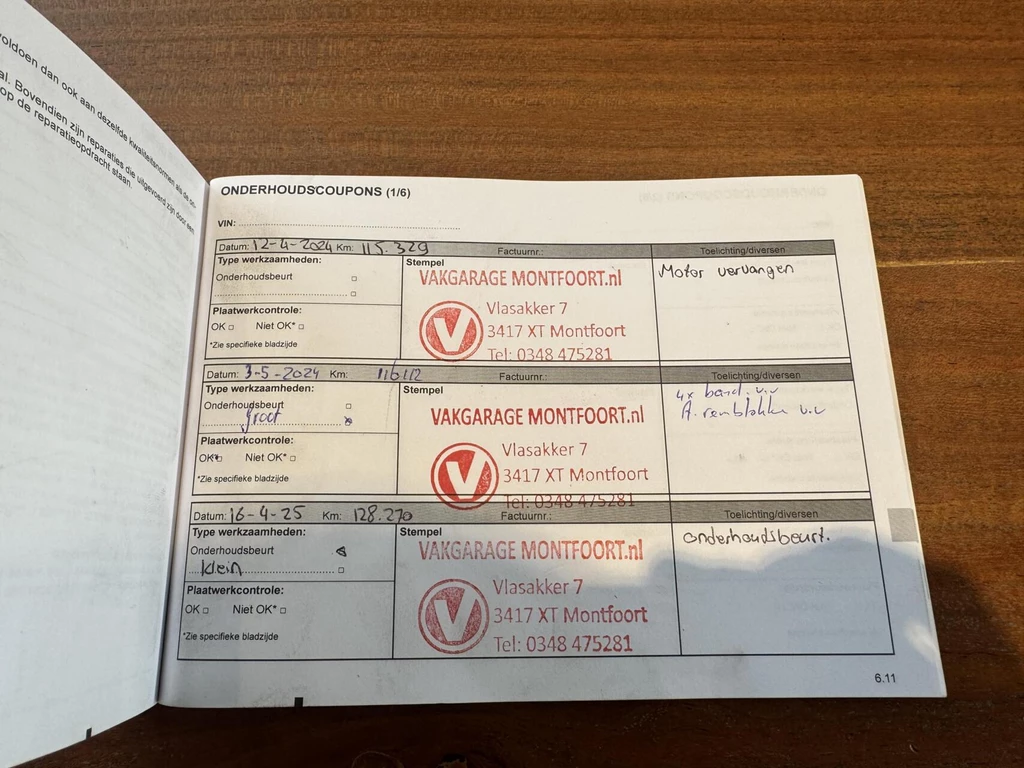 voldoen dan ook aan dezelfde kwaliteitsnormen als de
al. Bovendien zijn reparaties die uitgevoerd zijn door een
op de reparatieopdracht staan.
ONDERHOUDSCOUPONS (1/6)
VIN:
Datum: 12-4-2024 Km: 115.329 Factuurnr.: Toelichting/diversen
Type werkzaamheden:
Onderhoudsbeurt
Plaatwerkcontrole:
OK Niet OK*
*Zie specifieke bladzijde
Stempel
VAKGARAGE MONTFOORT.nl
V
Vlasakker 7
3417 XT Montfoort
Tel: 0348 475281
Motor vervangen
Datum: 3-5-2024 Km: 116112 Factuurnr.: Toelichting/diversen
Type werkzaamheden:
Onderhoudsbeurt
groot
Plaatwerkcontrole:
OK Niet OK*
*Zie specifieke bladzijde
Stempel
VAKGARAGE MONTFOORT.nl
V
Vlasakker 7
3417 XT Montfoort
Tel: 0348 475281
4x band. v.v
A. remblokken v.v
Datum: 16-4-25 Km: 128.270 Factuurnr.: Toelichting/diversen
Type werkzaamheden:
Onderhoudsbeurt
klein
Plaatwerkcontrole:
OK Niet OK*
*Zie specifieke bladzijde
Stempel
VAKGARAGE MONTFOORT.nl
V
Vlasakker 7
3417 XT Montfoort
Tel: 0348 475281
onderhoudsbeurt.
6.11